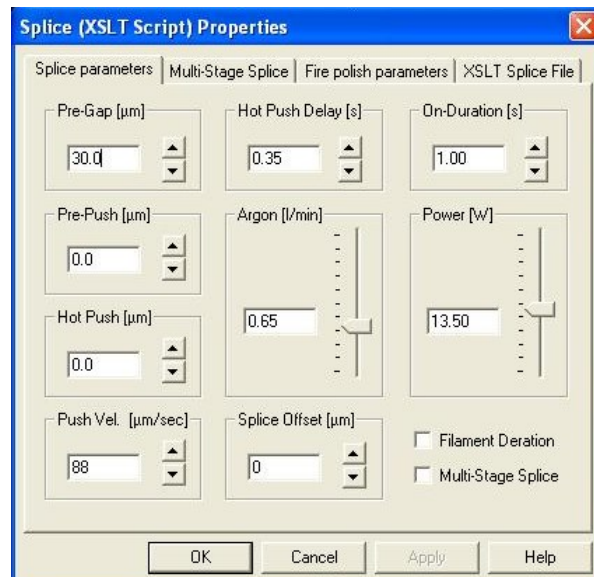 Splice (XSLT Script) Properties
Splice parameters Multi-Stage Splice Fire polish parameters XSLT Splice File
Pre-Gap [µm] Hot Push Delay [s] On-Duration [s]
30.0 0.35 1.00
Pre-Push [µm] Argon [l/min] Power [W]
0.0
0.65 13.50
Hot Push [µm]
0.0
Push Vel. [µm/sec] Splice Offset [µm]
Filament Deration
88 0
Multi-Stage Splice
OK Cancel Apply Help